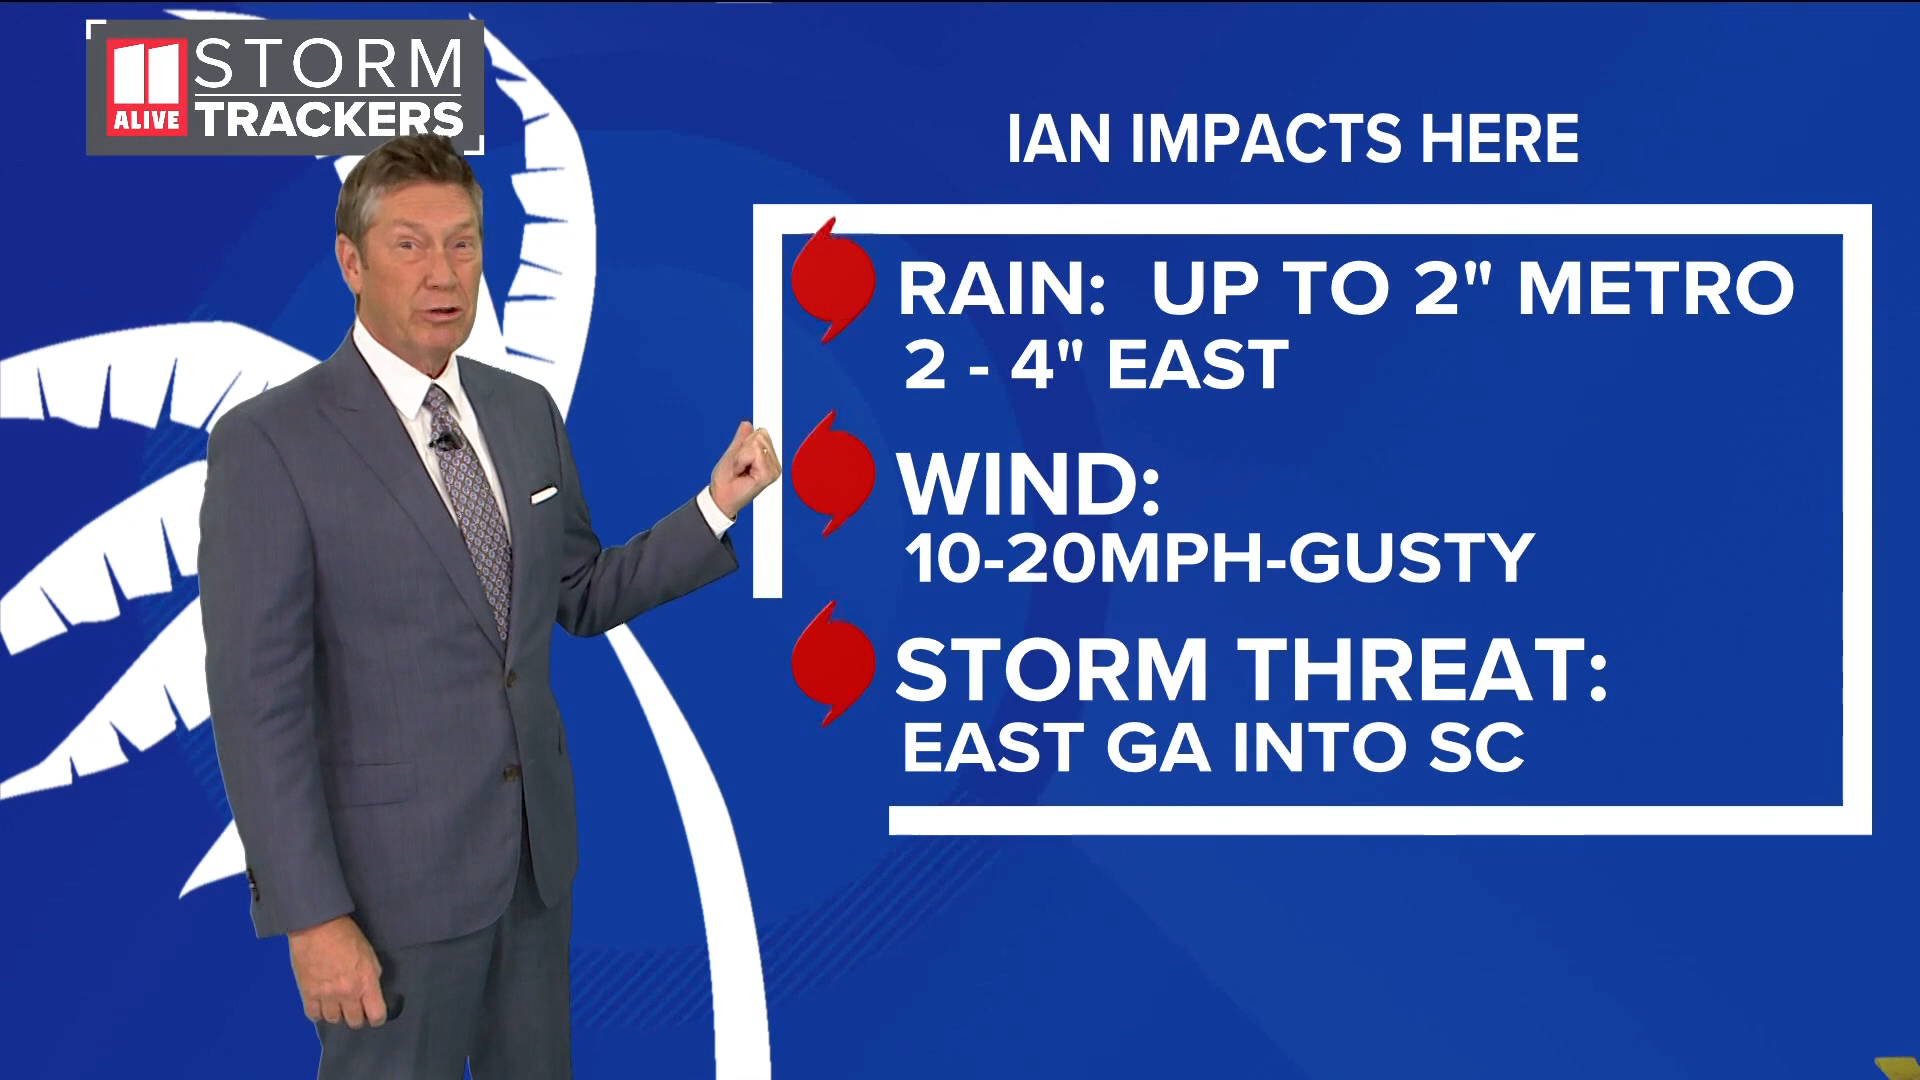 11 ALIVE
STORM
TRACKERS
IAN IMPACTS HERE
RAIN: UP TO 2" METRO
2 - 4" EAST
WIND:
10-20MPH-GUSTY
STORM THREAT:
EAST GA INTO SC